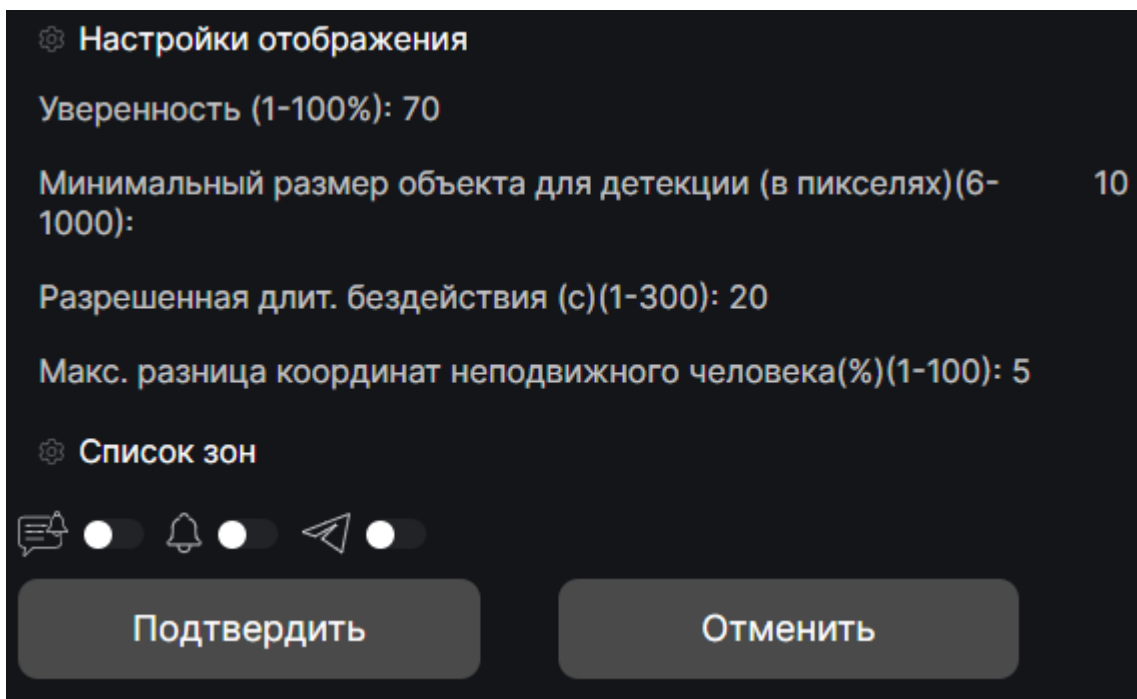 Настройки отображения
Уверенность (1-100%): 70
Минимальный размер объекта для детекции (в пикселях)(6- 10
1000):
Разрешенная длит. бездействия (с)(1-300): 20
Макс. разница координат неподвижного человека(%)(1-100): 5
Список зон
Подтвердить Отменить